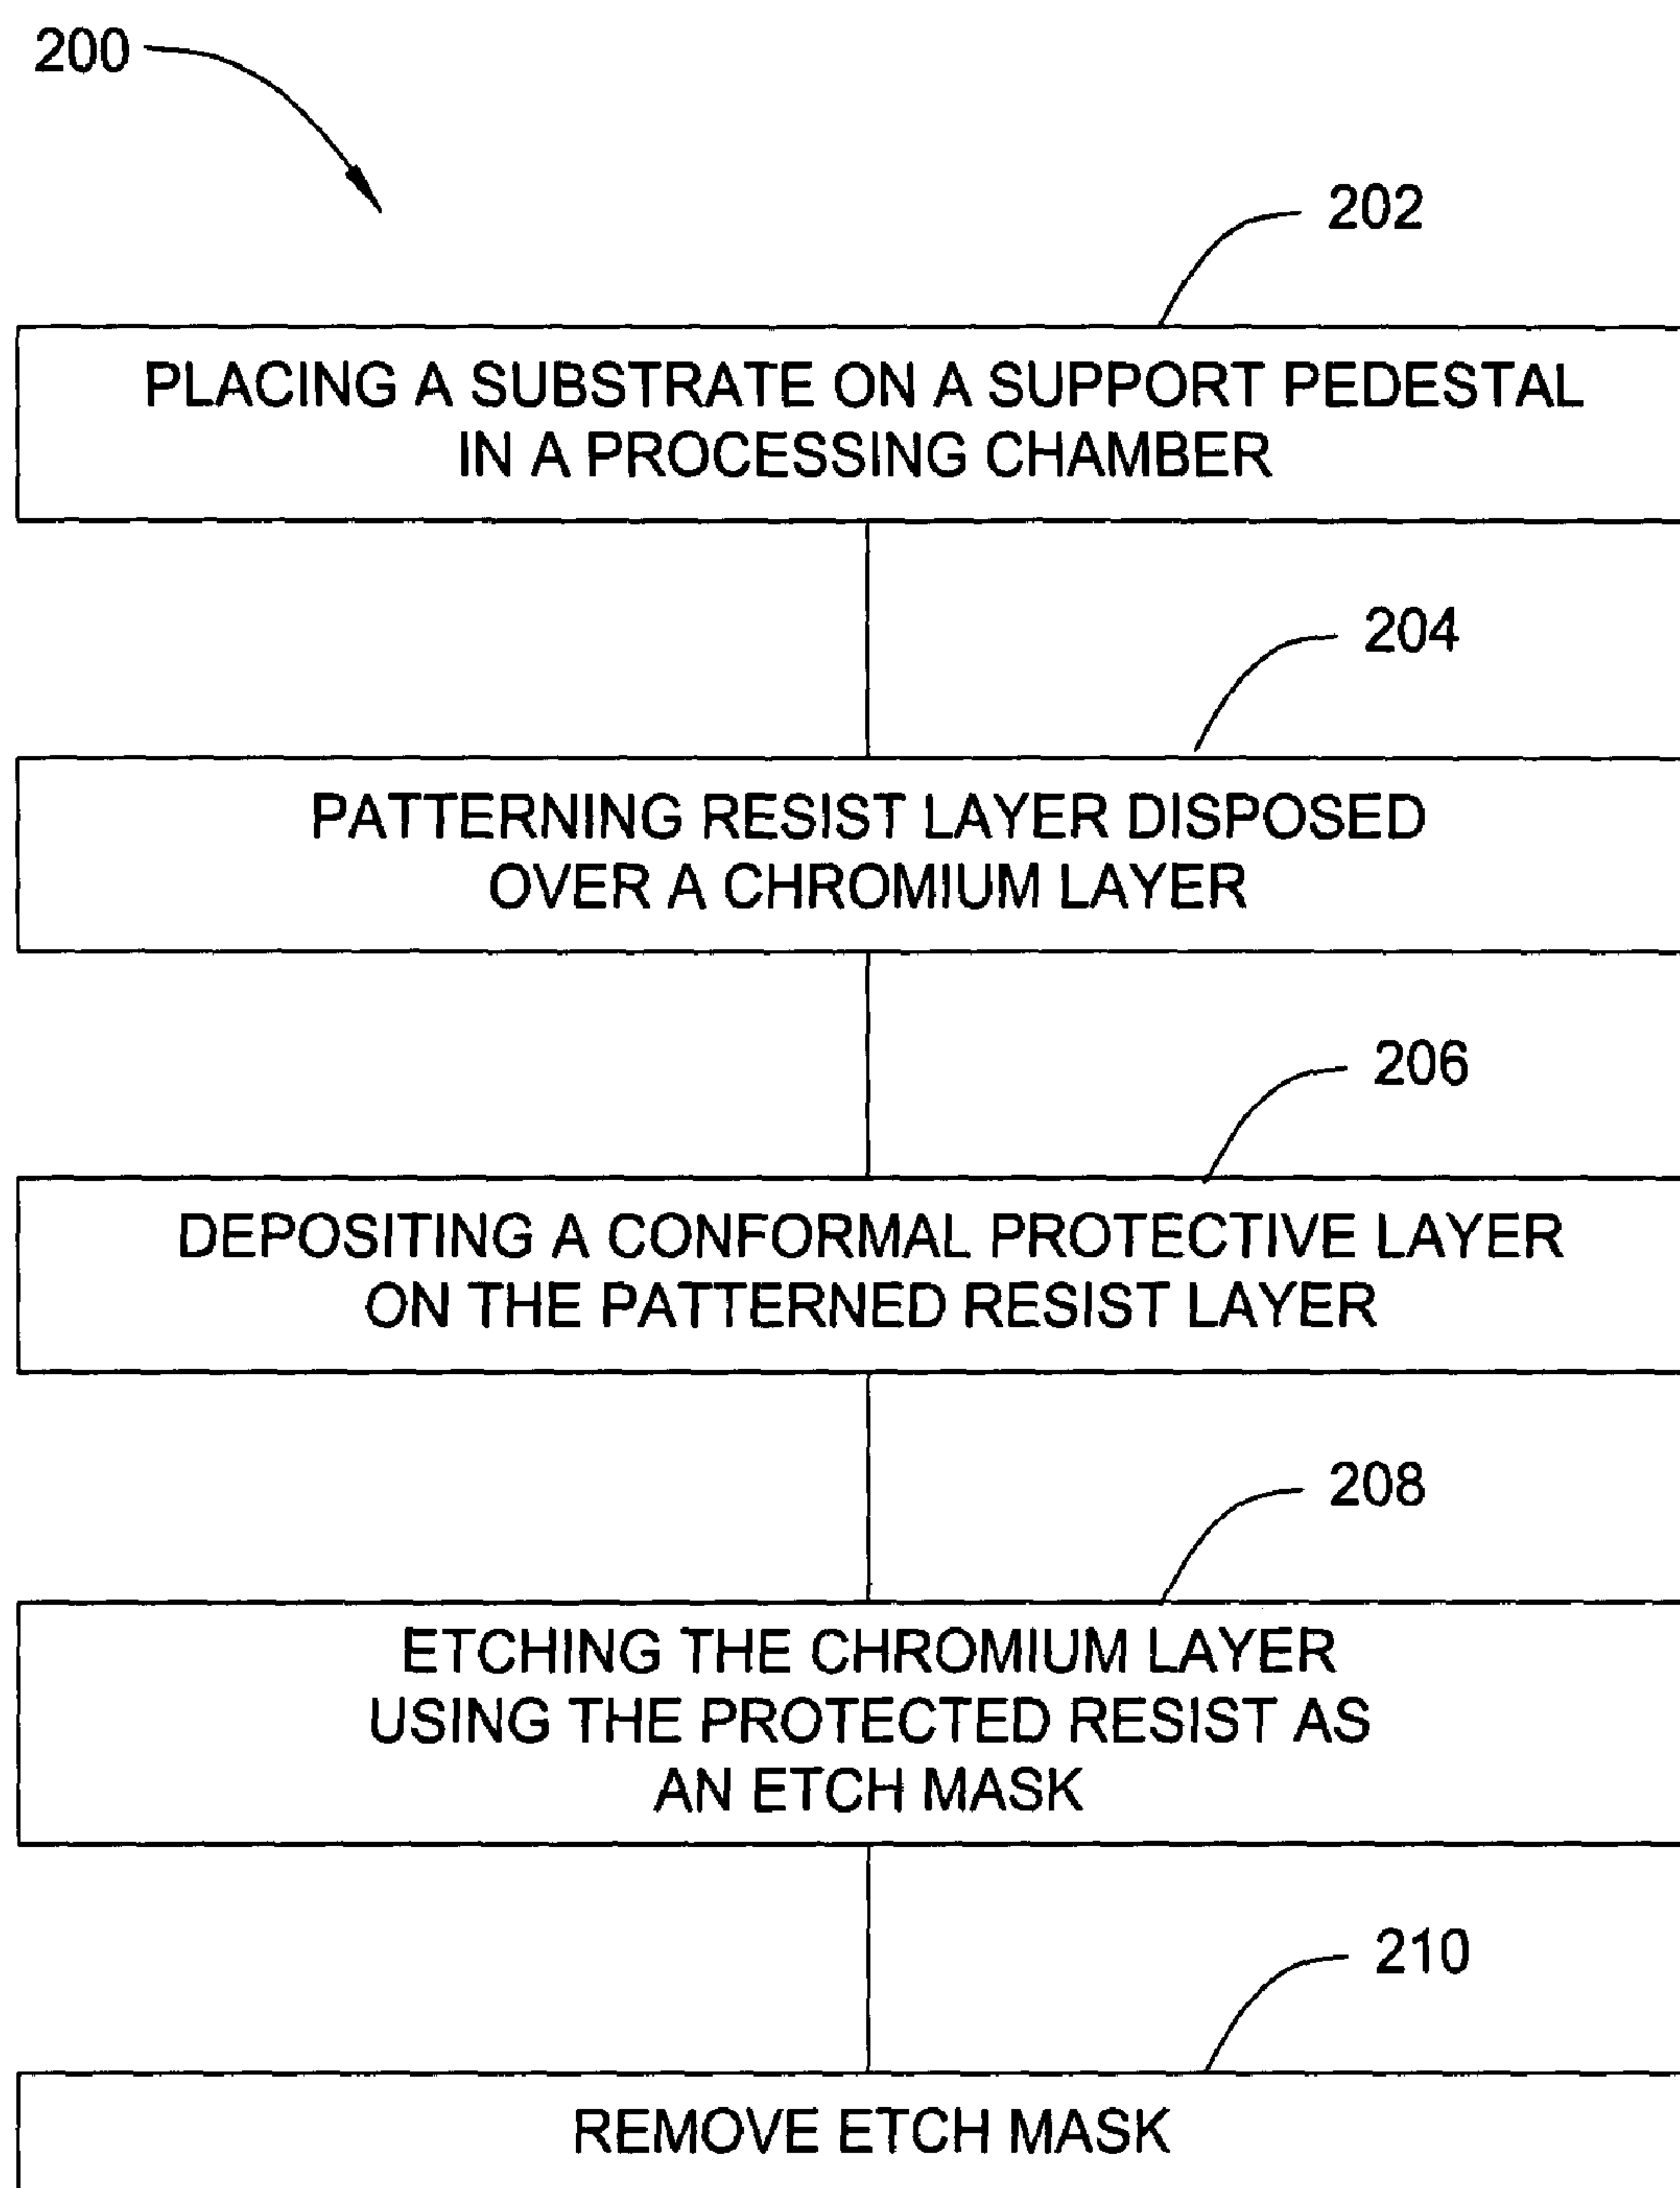 200
202
PLACING A SUBSTRATE ON A SUPPORT PEDESTAL
IN A PROCESSING CHAMBER
204
PATTERNING RESIST LAYER DISPOSED
OVER A CHROMIUM LAYER
206
DEPOSITING A CONFORMAL PROTECTIVE LAYER
ON THE PATTERNED RESIST LAYER
208
ETCHING THE CHROMIUM LAYER
USING THE PROTECTED RESIST AS
AN ETCH MASK
210
REMOVE ETCH MASK